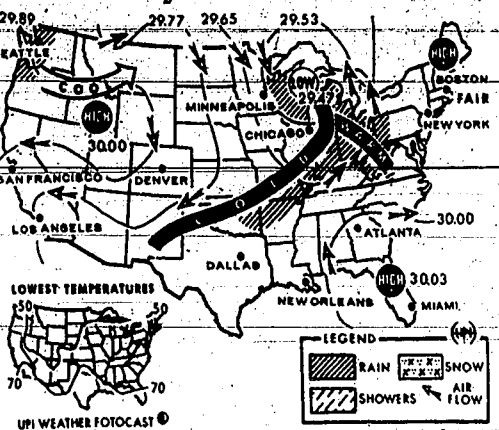 29.89 29.77 29.65 29.53
SEATTLE
COOL
HIGH
30.00
MINNEAPOLIS
LOW
29.47
CHICAGO
WARM
HIGH
BOSTON
FAIR
NEW YORK
SAN FRANCISCO
DENVER
COLD
LOS ANGELES
DALLAS
30.00
ATLANTA
HIGH 30.03
NEW ORLEANS
MIAMI
LOWEST TEMPERATURES
50 50
70 70
UPI WEATHER FOTOCAST
LEGEND
RAIN SNOW
SHOWERS AIR FLOW